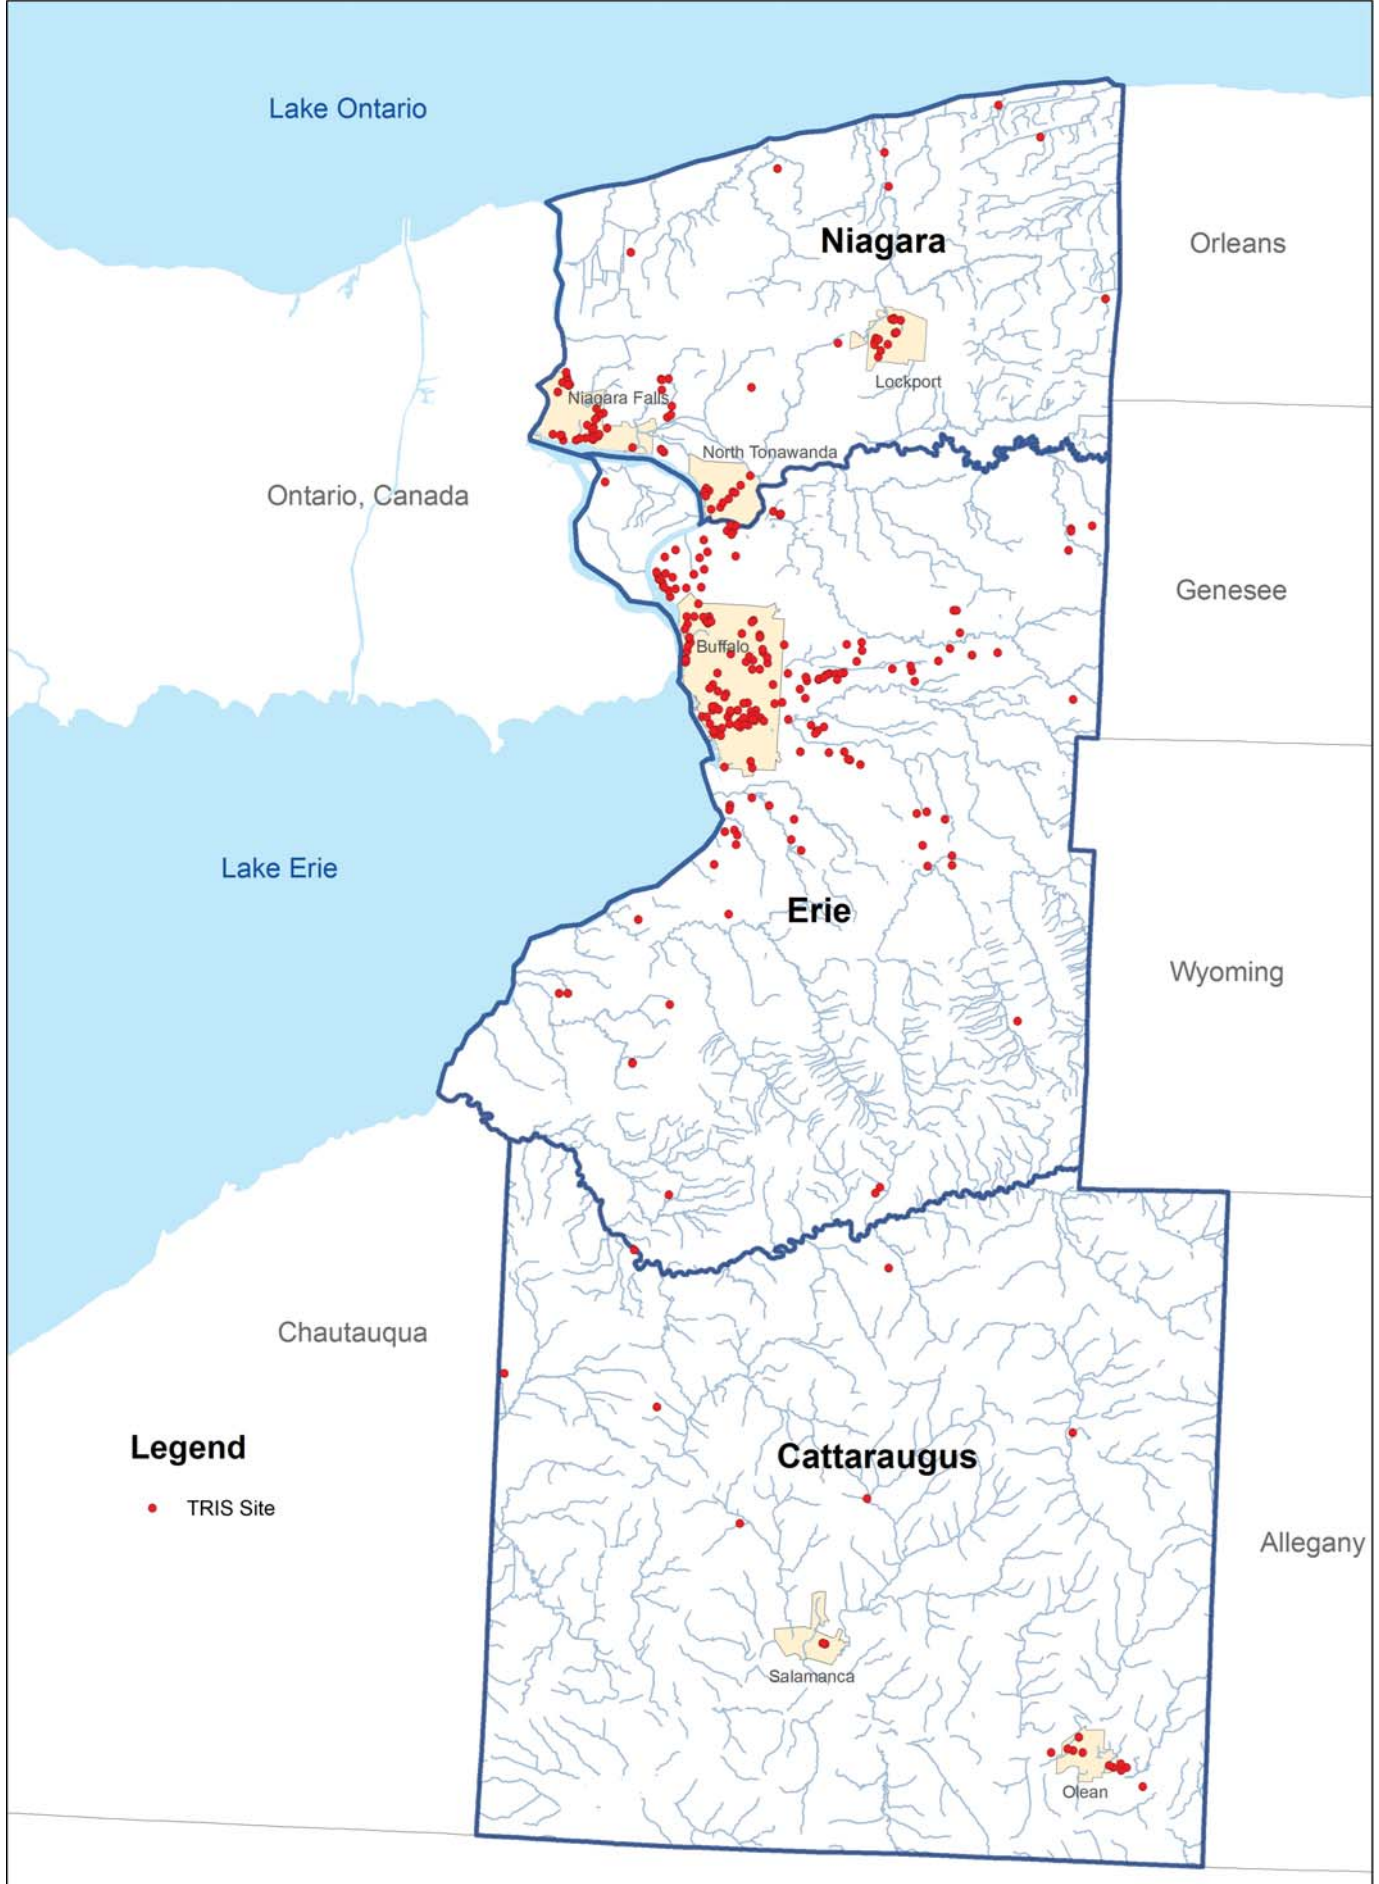 Lake Ontario
Niagara
Orleans
Lockport
Niagara Falls
North Tonawanda
Ontario, Canada
Genesee
Buffalo
Lake Erie
Erie
Wyoming
Chautauqua
Legend
Cattaraugus
TRIS Site
Allegany
Salamanca
Olean